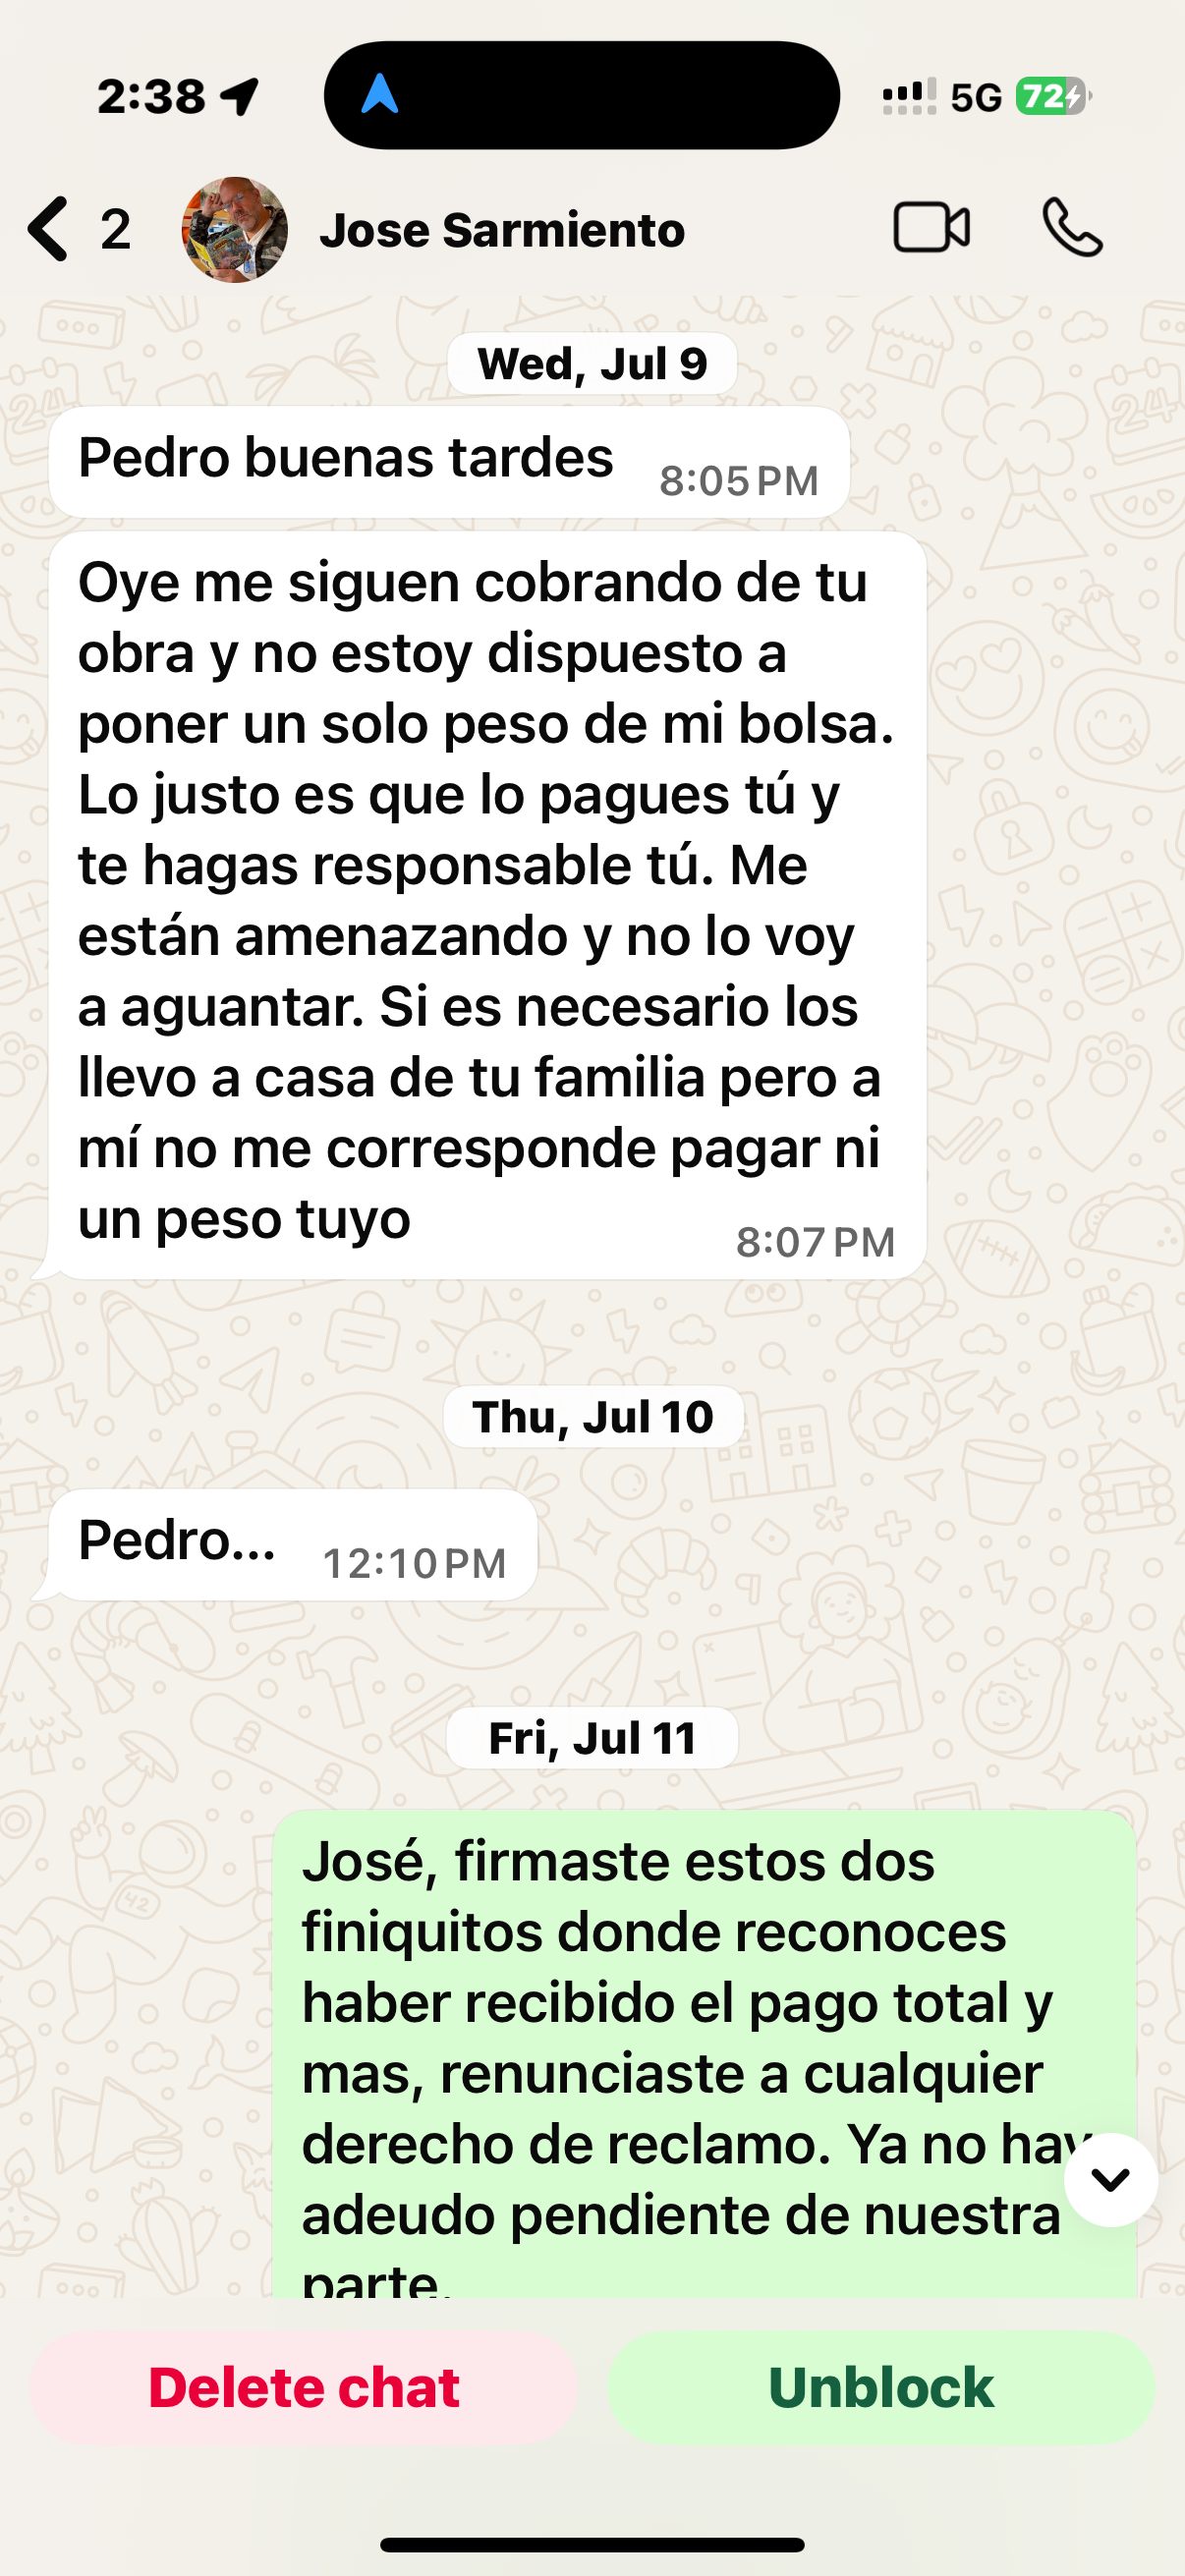 2:38
5G 72
2 Jose Sarmiento
Wed, Jul 9
Pedro buenas tardes 8:05 PM
Oye me siguen cobrando de tu
obra y no estoy dispuesto a
poner un solo peso de mi bolsa.
Lo justo es que lo pagues tú y
te hagas responsable tú. Me
están amenazando y no lo voy
a aguantar. Si es necesario los
llevo a casa de tu familia pero a
mí no me corresponde pagar ni
un peso tuyo 8:07 PM
Thu, Jul 10
Pedro... 12:10 PM
Fri, Jul 11
José, firmaste estos dos
finiquitos donde reconoces
haber recibido el pago total y
mas, renunciaste a cualquier
derecho de reclamo. Ya no hay
adeudo pendiente de nuestra
parte.
Delete chat Unblock